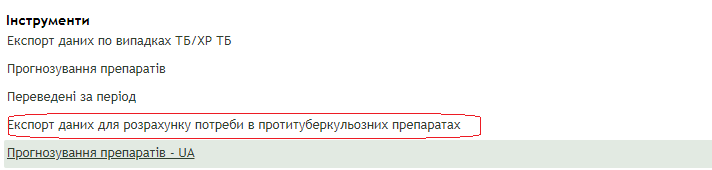 Інструменти
Експорт даних по випадках ТБ/ХР ТБ
Прогнозування препаратів
Переведені за період
Експорт даних для розрахунку потреби в протитуберкульозних препаратах
Прогнозування препаратів - UA